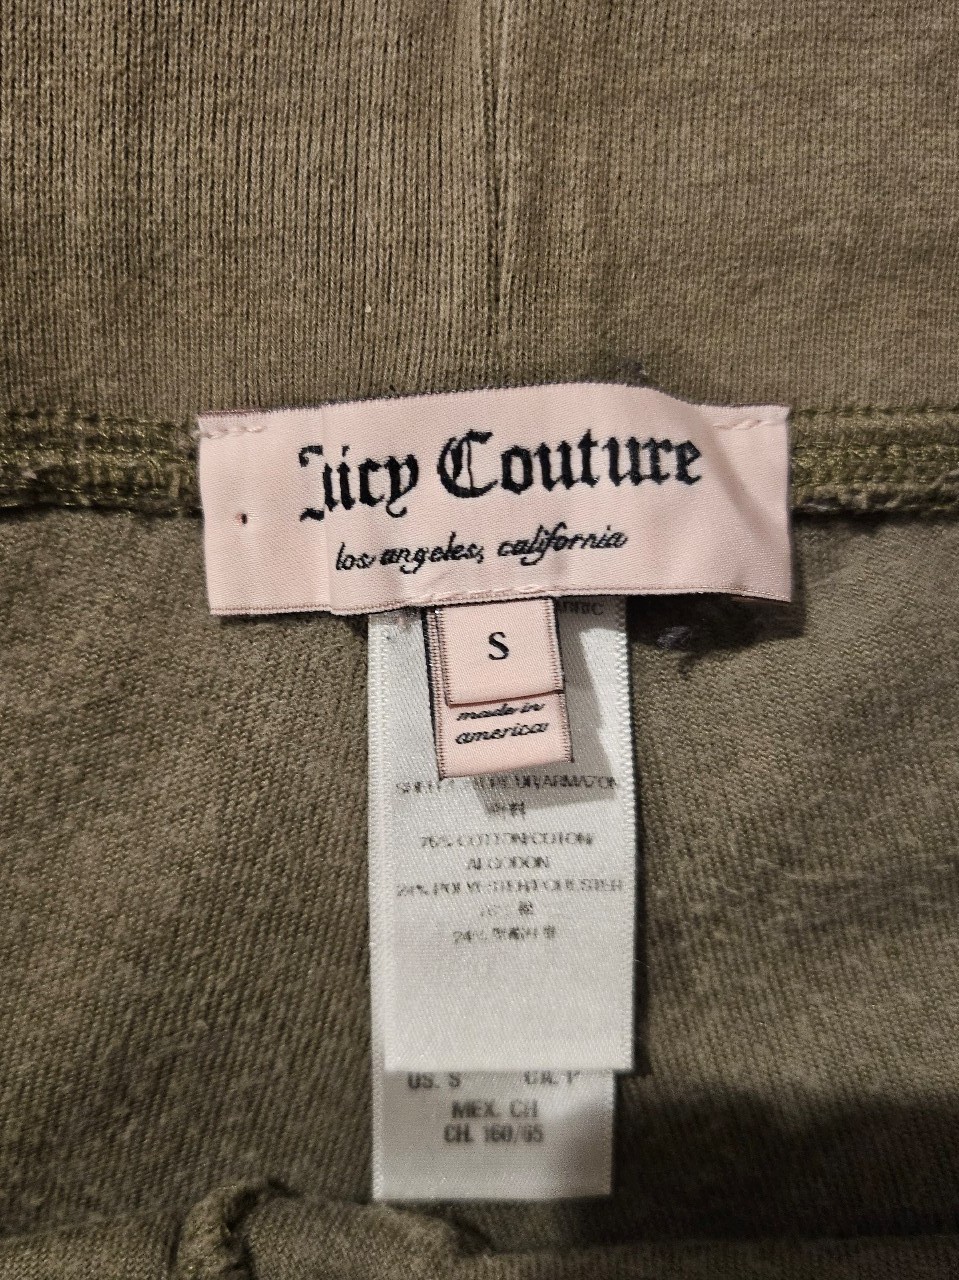 Juicy Couture
los angeles, california
S
made in
america
76% COTTON/COTON/
ALGODON
24% POLYESTER/POLIESTER
24%
US. S
MEX. CH
CH. 160/65